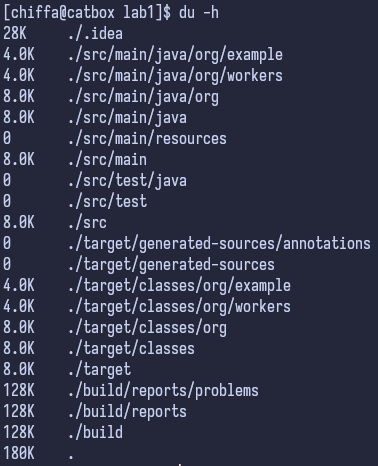 [chiffa@catbox lab1]$ du -h
28K ./.idea
4.0K ./src/main/java/org/example
4.0K ./src/main/java/org/workers
8.0K ./src/main/java/org
8.0K ./src/main/java
0 ./src/main/resources
8.0K ./src/main
0 ./src/test/java
0 ./src/test
8.0K ./src
0 ./target/generated-sources/annotations
0 ./target/generated-sources
4.0K ./target/classes/org/example
4.0K ./target/classes/org/workers
8.0K ./target/classes/org
8.0K ./target/classes
8.0K ./target
128K ./build/reports/problems
128K ./build/reports
128K ./build
180K .